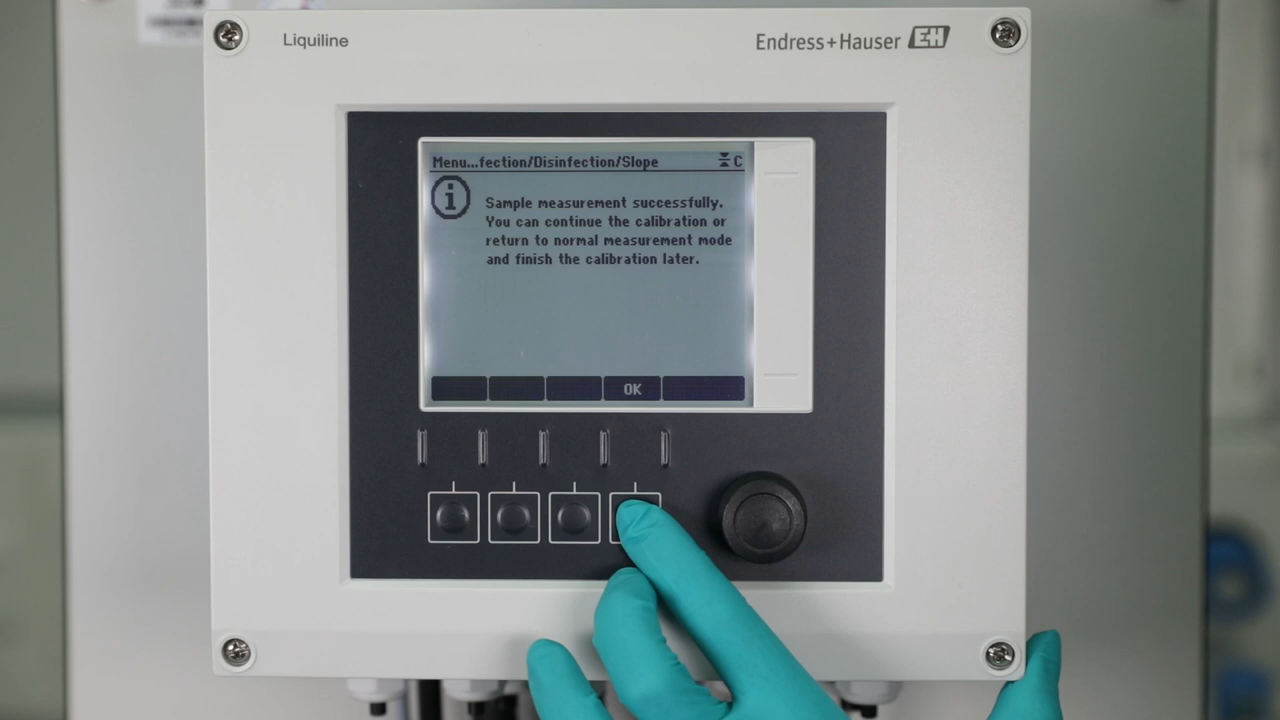 Liquiline
Endress+Hauser EH
Menu...fection/Disinfection/Slope C
i
Sample measurement successfully.
You can continue the calibration or
return to normal measurement mode
and finish the calibration later.
OK